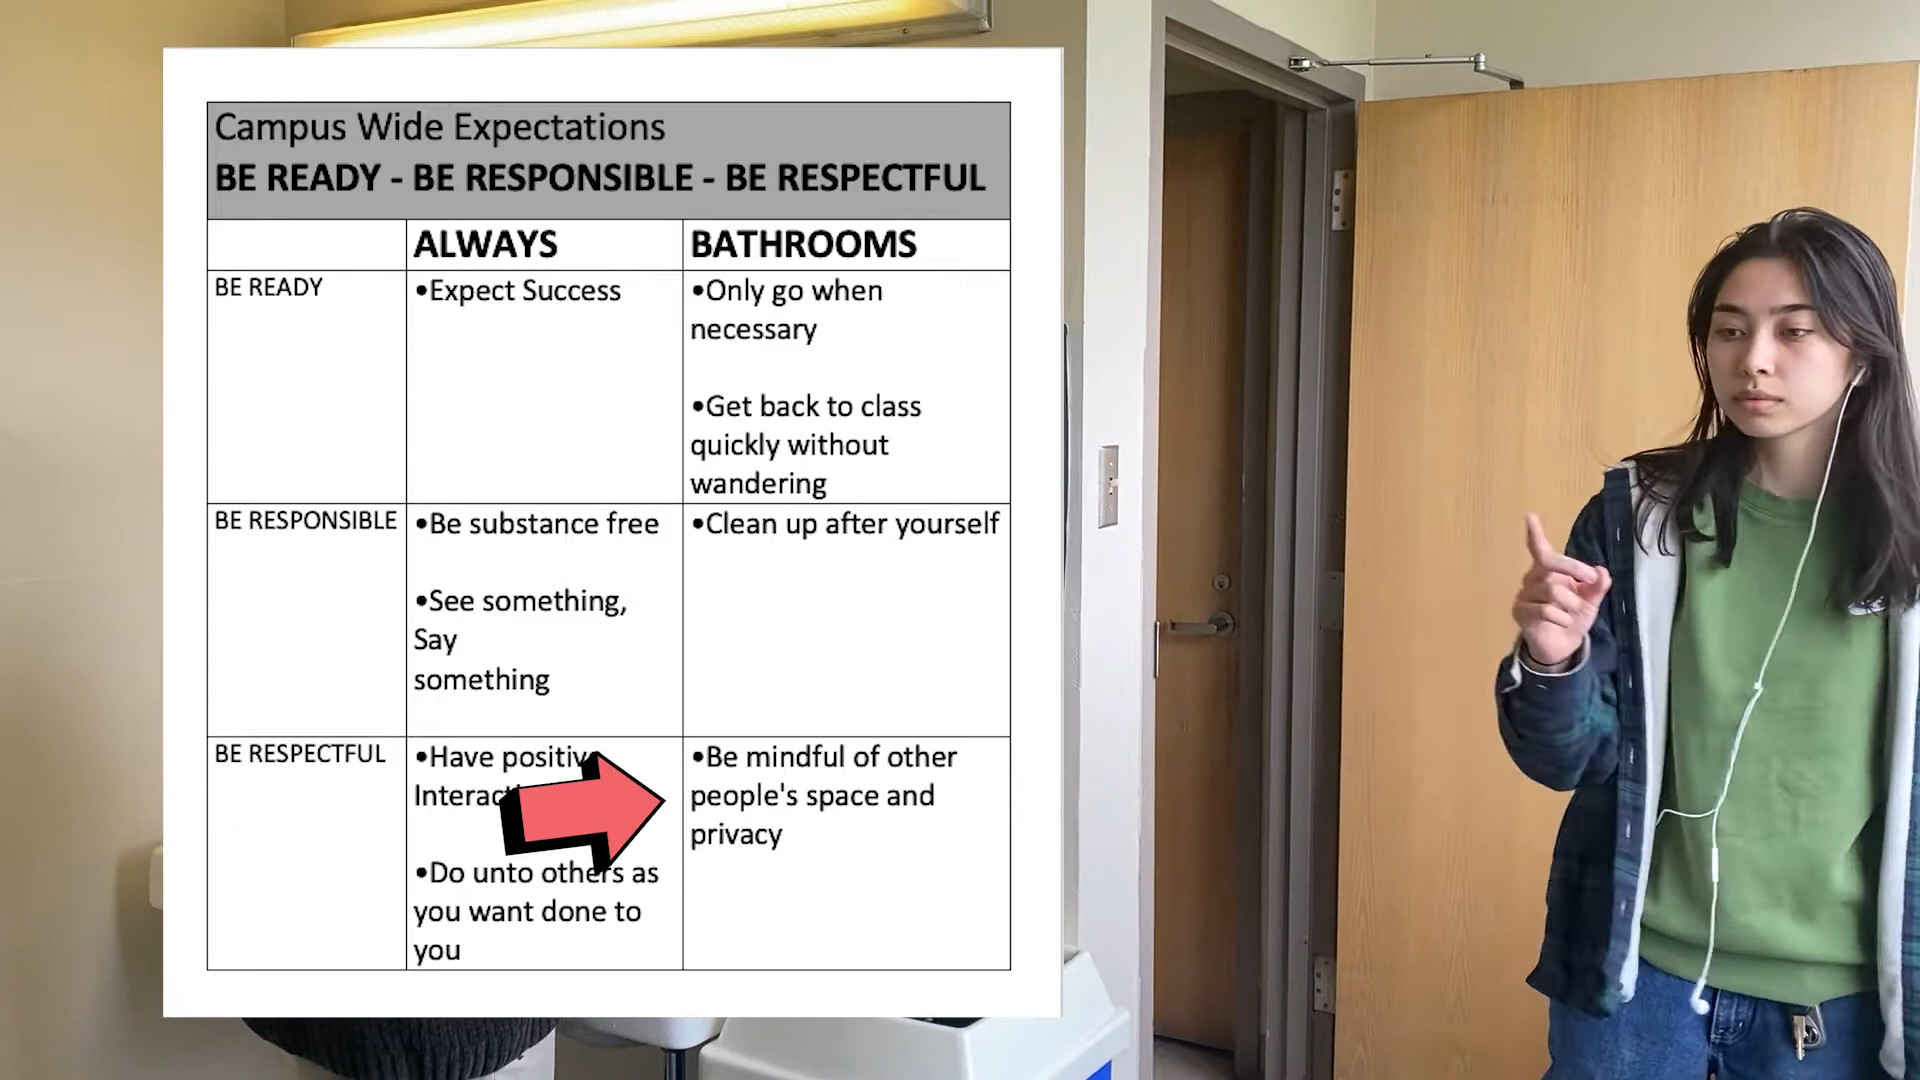 Campus Wide Expectations
BE READY - BE RESPONSIBLE - BE RESPECTFUL
ALWAYS
BATHROOMS
BE READY
•Expect Success
•Only go when
necessary
•Get back to class
quickly without
wandering
BE RESPONSIBLE
•Be substance free
•See something,
Say
something
•Clean up after yourself
BE RESPECTFUL
•Have positive
•Do unto others as
you want done to
you
•Be mindful of other
people's space and
privacy